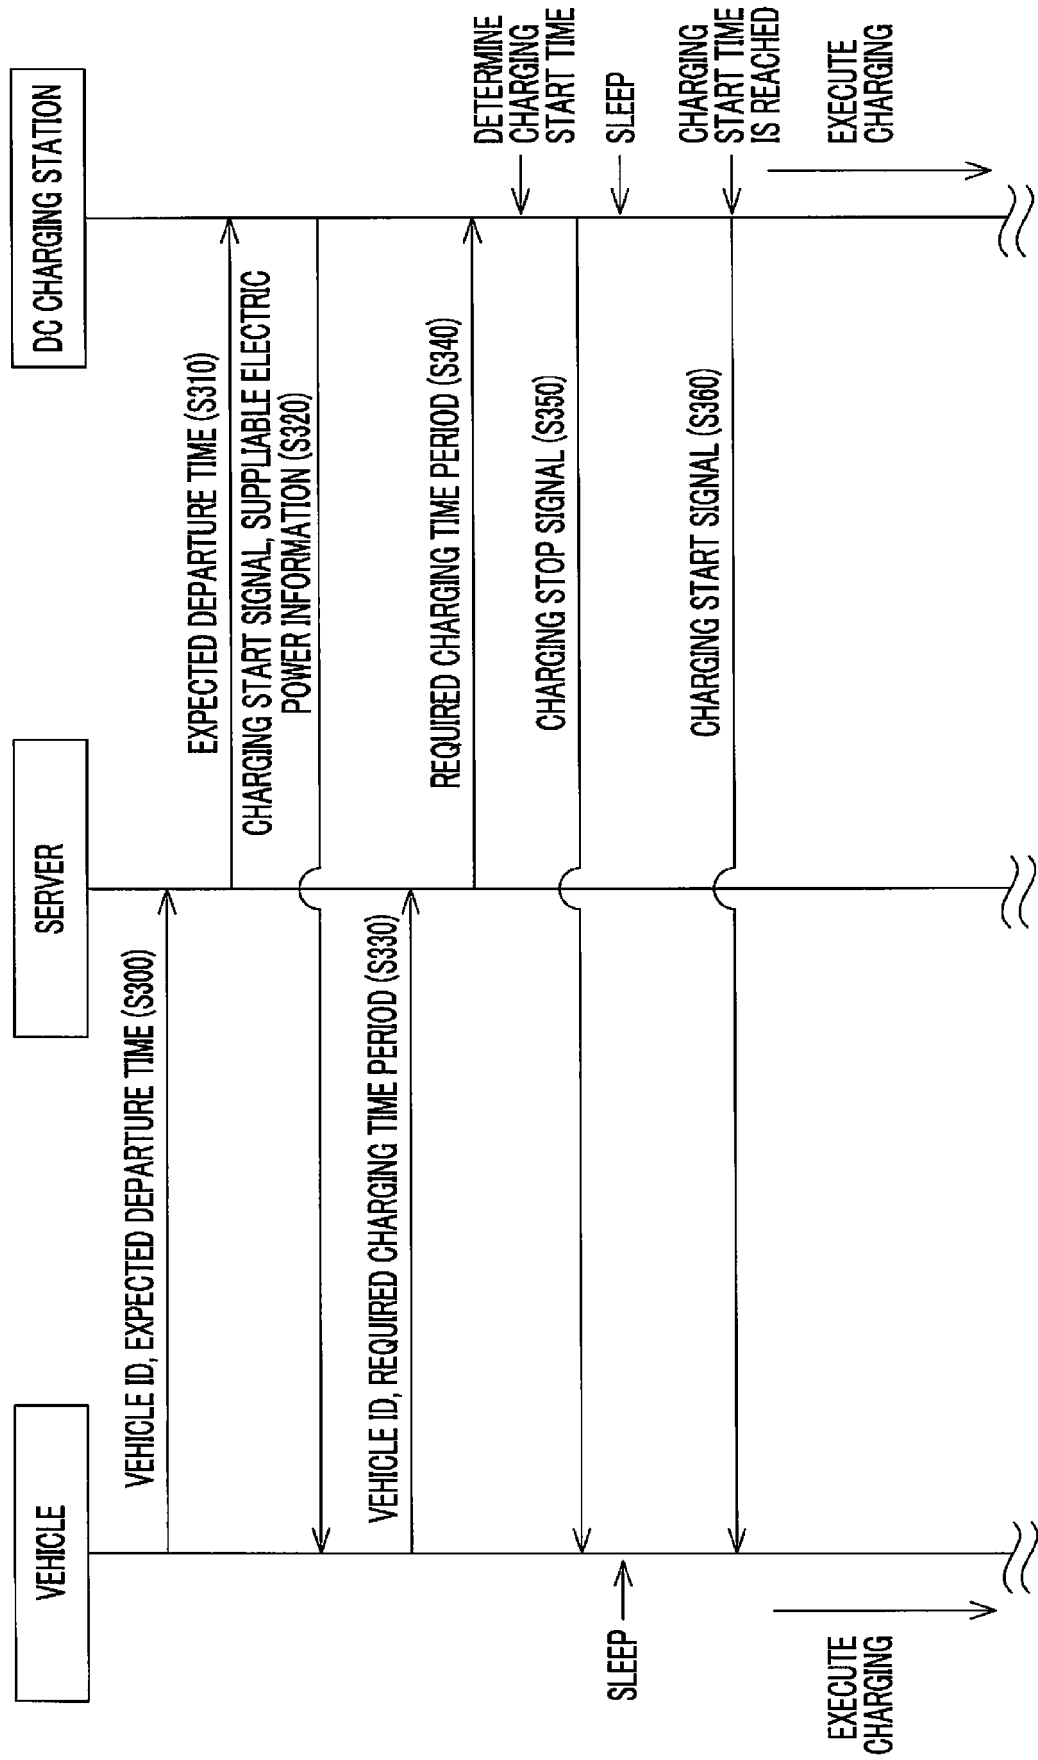 VEHICLE
SERVER
DC CHARGING STATION
VEHICLE ID, EXPECTED DEPARTURE TIME (S300)
EXPECTED DEPARTURE TIME (S310)
CHARGING START SIGNAL, SUPPLIABLE ELECTRIC
POWER INFORMATION (S320)
VEHICLE ID, REQUIRED CHARGING TIME PERIOD (S330)
REQUIRED CHARGING TIME PERIOD (S340)
DETERMINE
CHARGING
START TIME
CHARGING STOP SIGNAL (S350)
SLEEP
SLEEP
CHARGING
START TIME
IS REACHED
CHARGING START SIGNAL (S360)
EXECUTE
CHARGING
EXECUTE
CHARGING